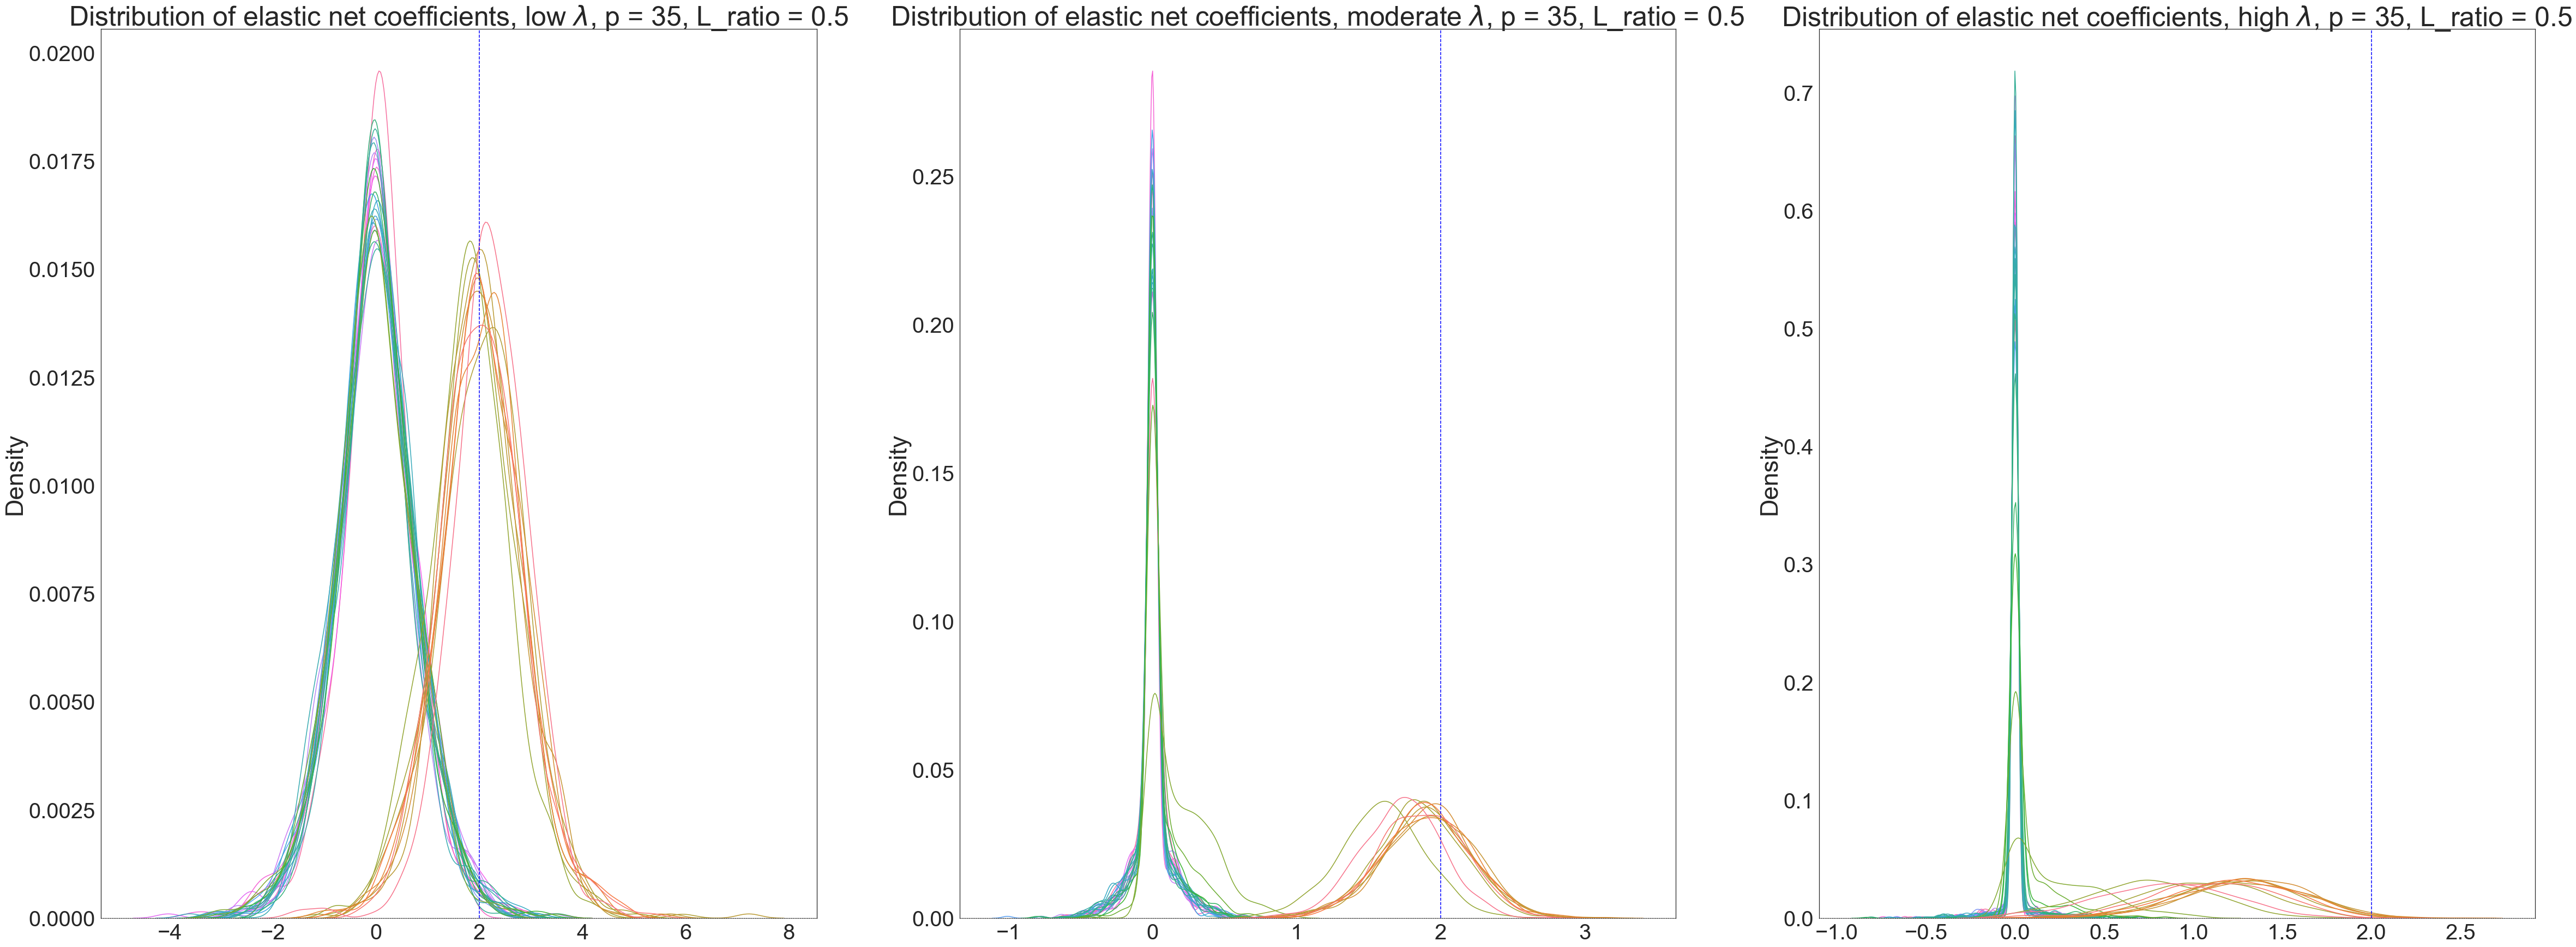 Distribution of elastic net coefficients, low λ, p = 35, L_ratio = 0.5
Density
0.0200
0.0175
0.0150
0.0125
0.0100
0.0075
0.0050
0.0025
0.0000
−4 −2 0 2 4 6 8
Distribution of elastic net coefficients, moderate λ, p = 35, L_ratio = 0.5
Density
0.25
0.20
0.15
0.10
0.05
0.00
−1 0 1 2 3
Distribution of elastic net coefficients, high λ, p = 35, L_ratio = 0.5
Density
0.7
0.6
0.5
0.4
0.3
0.2
0.1
0.0
−1.0 −0.5 0.0 0.5 1.0 1.5 2.0 2.5